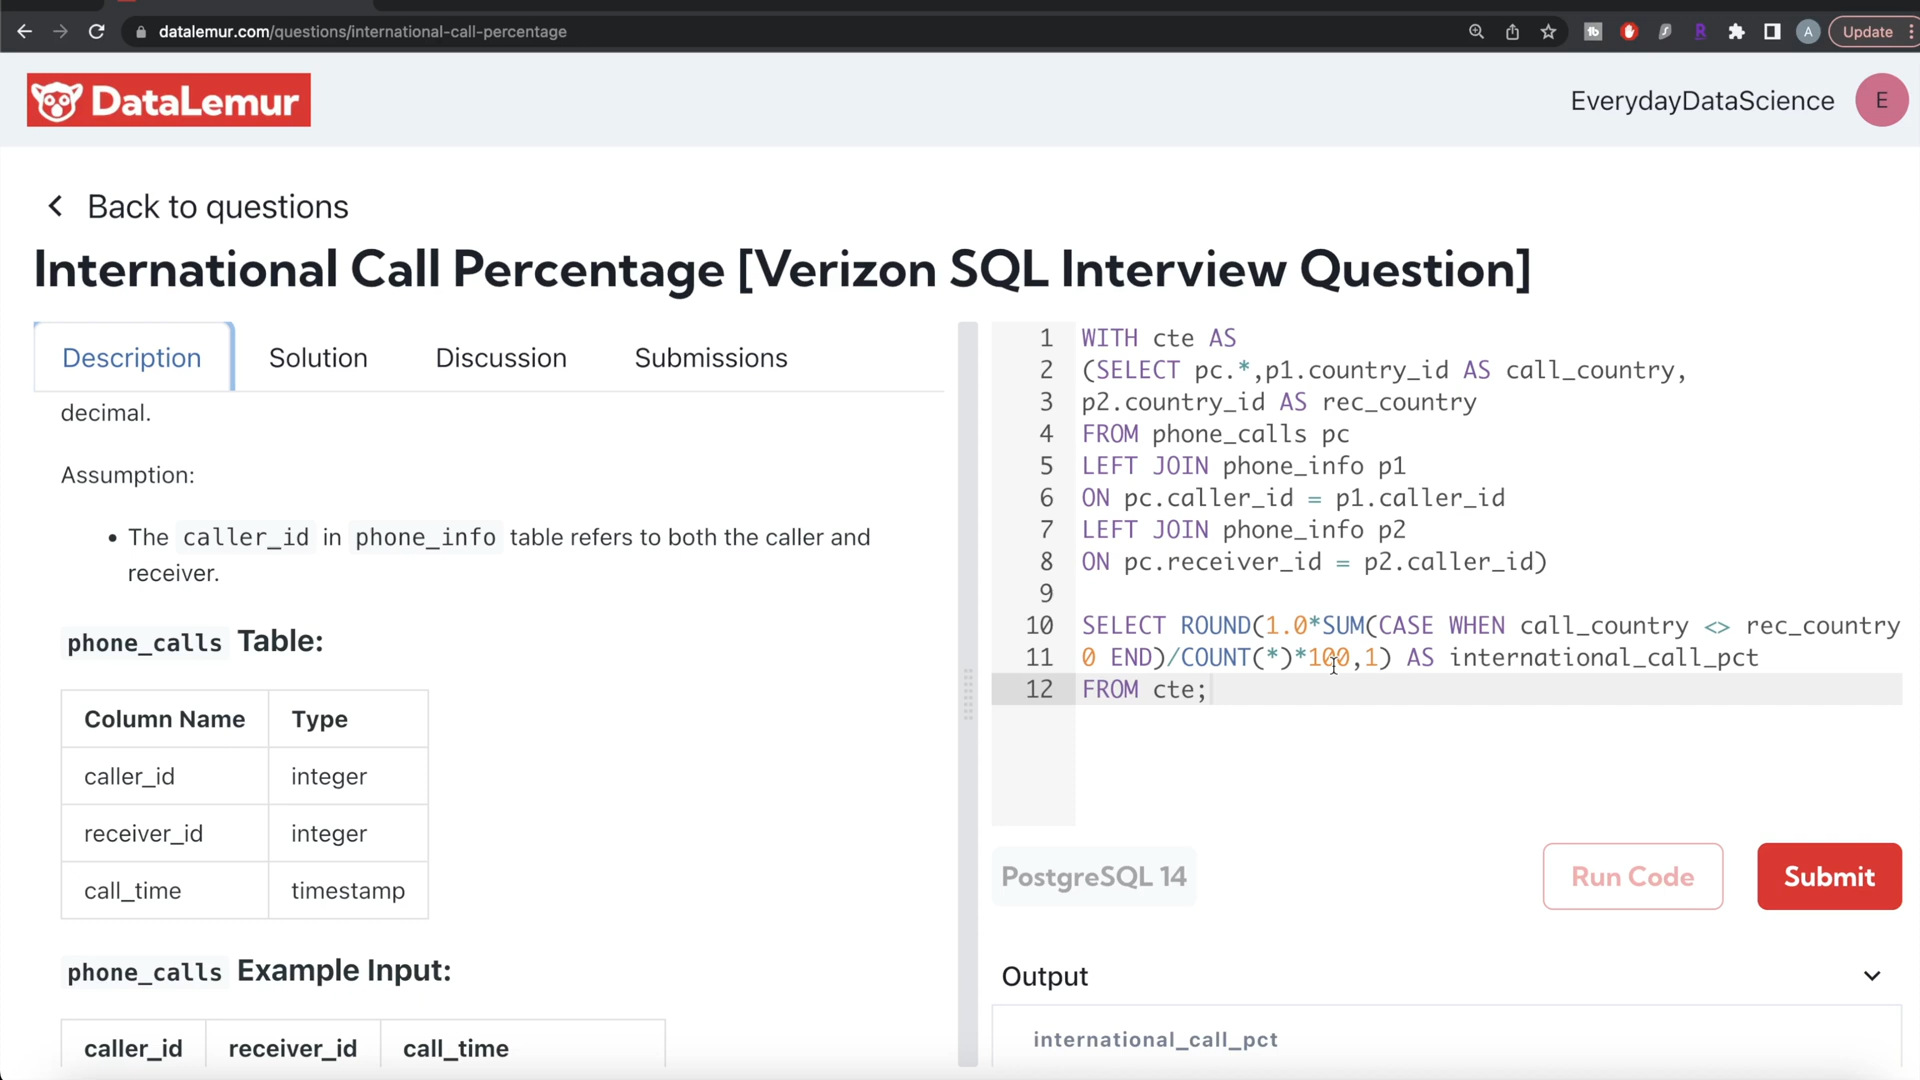 datalemur.com/questions/international-call-percentage
A
Update
DataLemur
EverydayDataScience
E
Back to questions
International Call Percentage [Verizon SQL Interview Question]
Description
Solution
Discussion
Submissions
decimal.
Assumption:
• The caller_id in phone_info table refers to both the caller and
receiver.
phone_calls Table:
Column Name Type
caller_id integer
receiver_id integer
call_time timestamp
phone_calls Example Input:
caller_id receiver_id call_time
1 WITH cte AS
2 (SELECT pc.*,p1.country_id AS call_country,
3 p2.country_id AS rec_country
4 FROM phone_calls pc
5 LEFT JOIN phone_info p1
6 ON pc.caller_id = p1.caller_id
7 LEFT JOIN phone_info p2
8 ON pc.receiver_id = p2.caller_id)
9
10 SELECT ROUND(1.0*SUM(CASE WHEN call_country <> rec_country
11 0 END)/COUNT(*)*100,1) AS international_call_pct
12 FROM cte;
PostgreSQL 14
Run Code
Submit
Output
international_call_pct